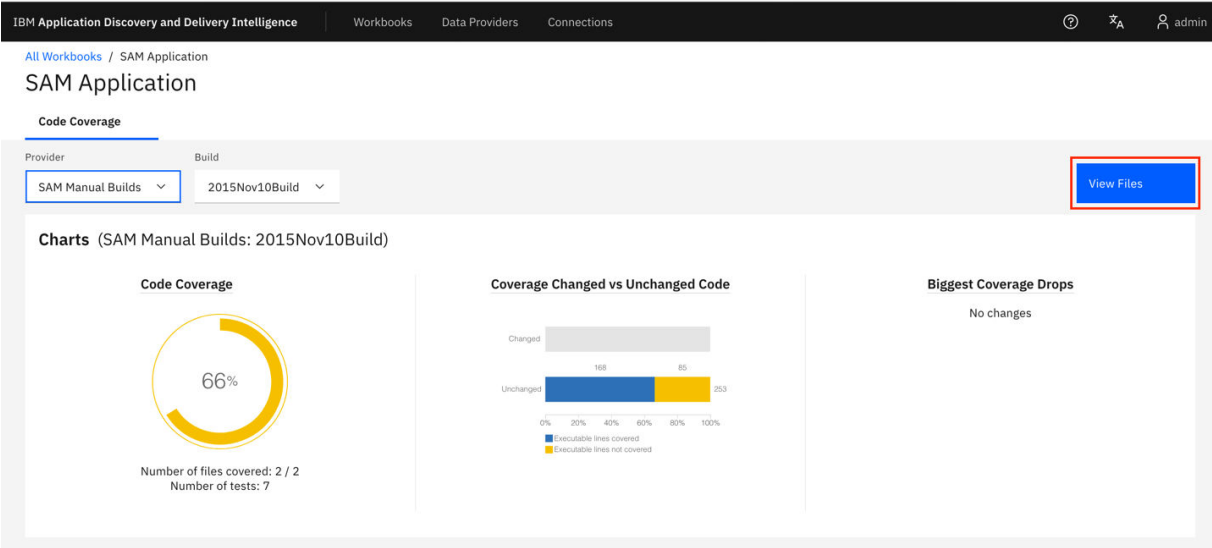 IBM Application Discovery and Delivery Intelligence Workbooks Data Providers Connections admin
All Workbooks / SAM Application
SAM Application
Code Coverage
Provider Build
SAM Manual Builds 2015Nov10Build View Files
Charts (SAM Manual Builds: 2015Nov10Build)
Code Coverage
66%
Number of files covered: 2 / 2
Number of tests: 7
Coverage Changed vs Unchanged Code
Changed
168 85
Unchanged 253
0% 20% 40% 60% 80% 100%
Executable lines covered
Executable lines not covered
Biggest Coverage Drops
No changes